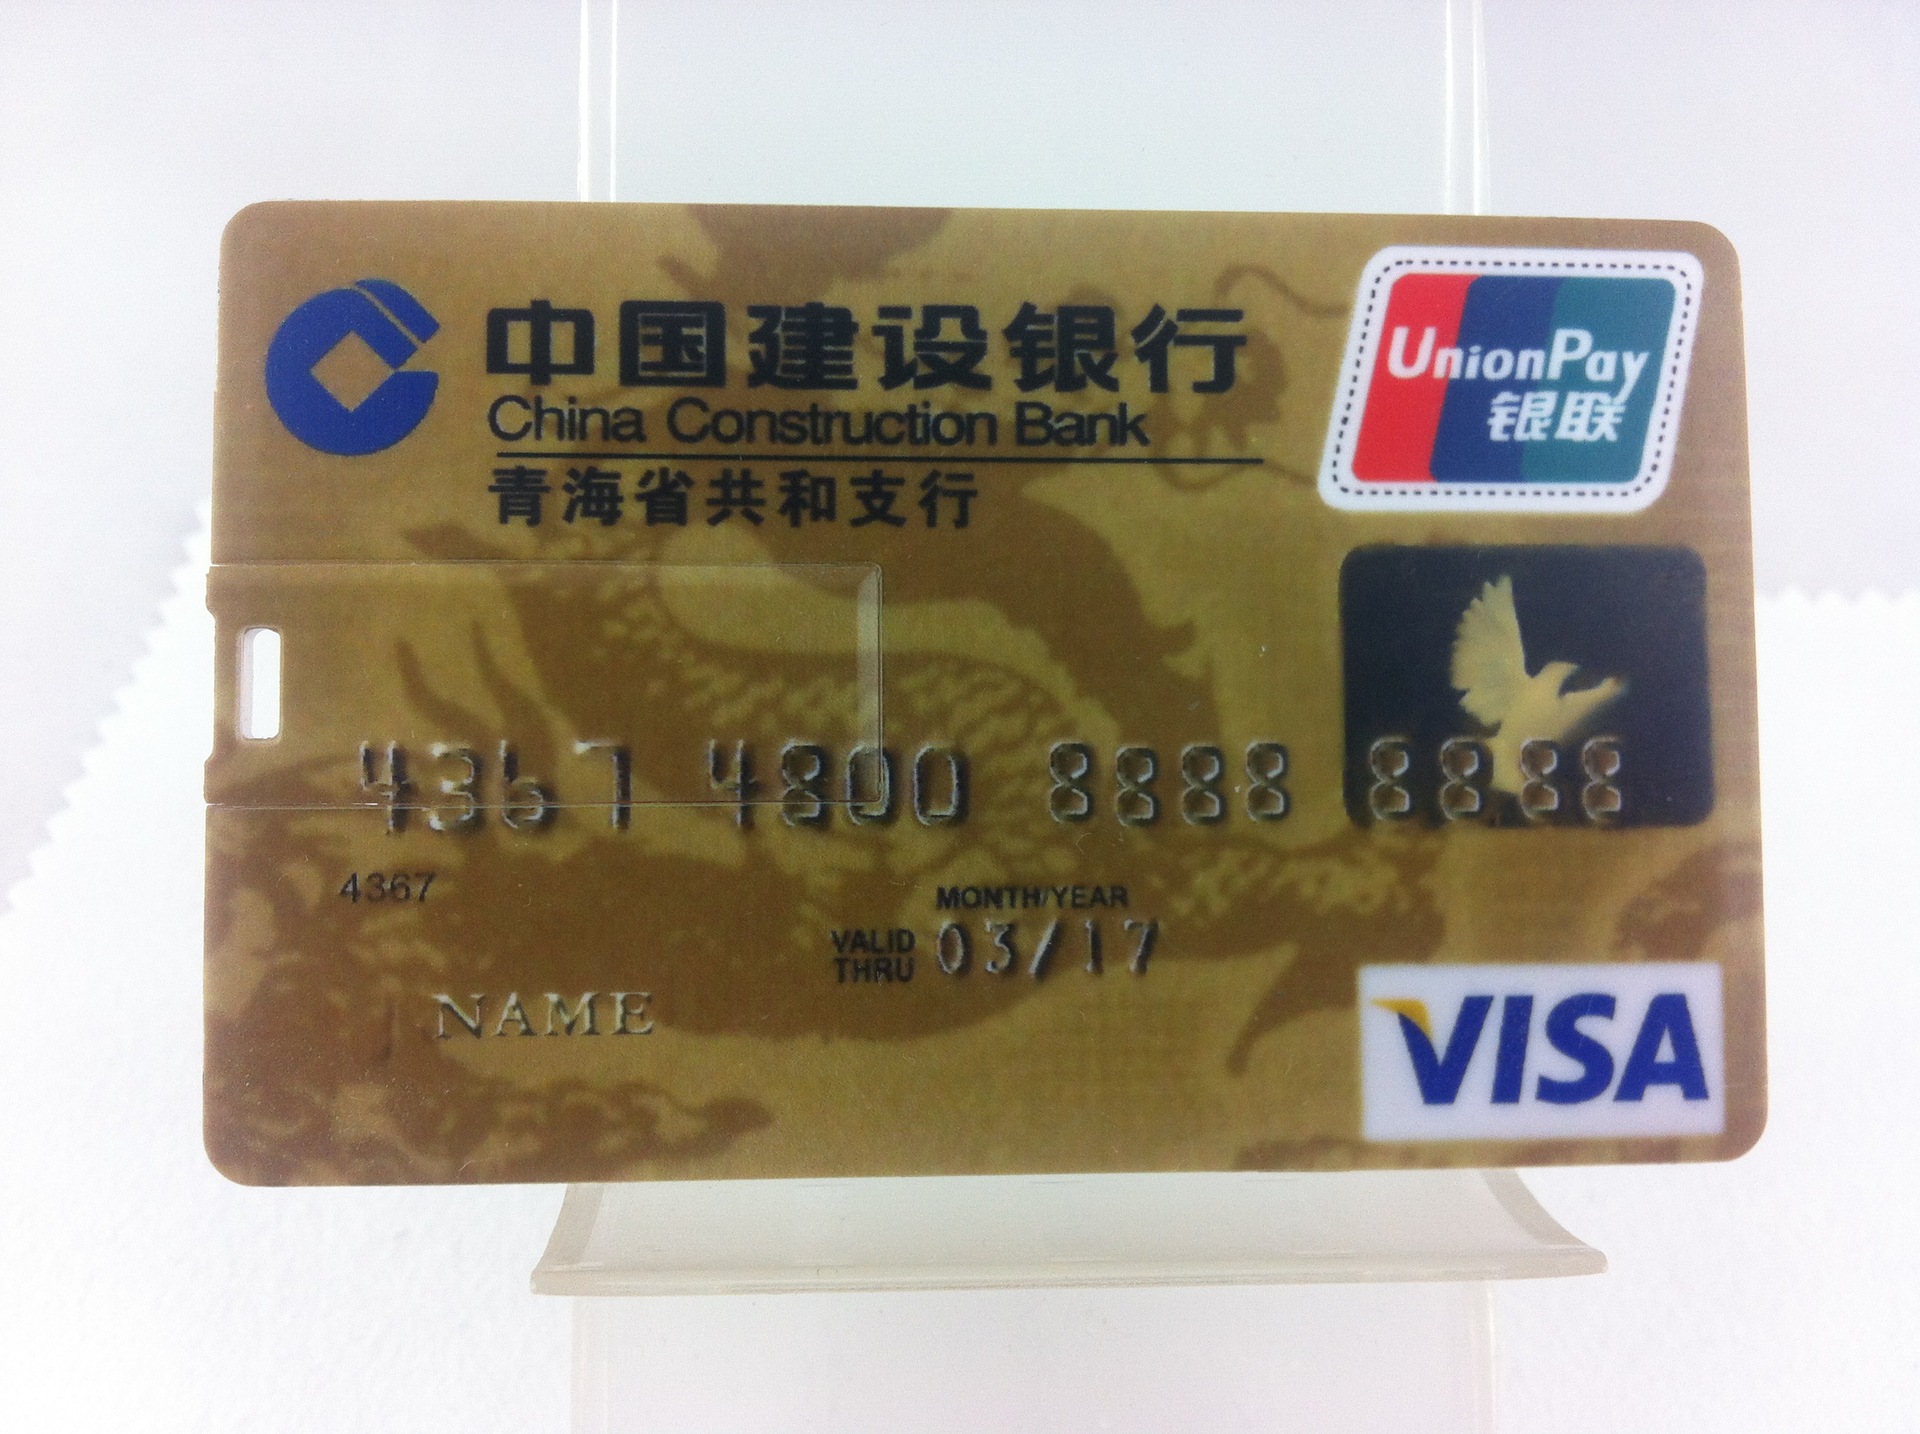 中国建设银行
China Construction Bank
青海省共和支行
UnionPay
银联
4367 4800 8888 8888
4367
MONTH/YEAR
VALID THRU 03/17
NAME
VISA